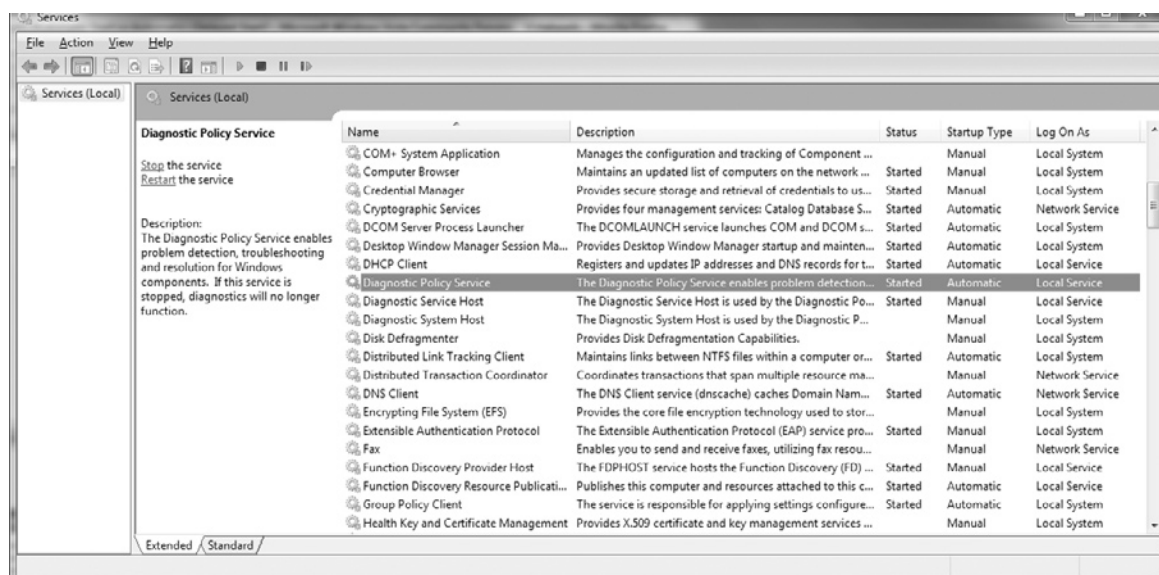 Services
File Action View Help
Services (Local)
Services (Local)
Diagnostic Policy Service
Stop the service
Restart the service
Description:
The Diagnostic Policy Service enables
problem detection, troubleshooting
and resolution for Windows
components. If this service is
stopped, diagnostics will no longer
function.
Name Description Status Startup Type Log On As
COM+ System Application Manages the configuration and tracking of Component ... Manual Local System
Computer Browser Maintains an updated list of computers on the network ... Started Manual Local System
Credential Manager Provides secure storage and retrieval of credentials to us... Started Manual Local System
Cryptographic Services Provides four management services: Catalog Database S... Started Automatic Network Service
DCOM Server Process Launcher The DCOMLAUNCH service launches COM and DCOM s... Started Automatic Local System
Desktop Window Manager Session Ma... Provides Desktop Window Manager startup and mainten... Started Automatic Local System
DHCP Client Registers and updates IP addresses and DNS records for t... Started Automatic Local Service
Diagnostic Policy Service The Diagnostic Policy Service enables problem detection... Started Automatic Local Service
Diagnostic Service Host The Diagnostic Service Host is used by the Diagnostic Po... Started Manual Local Service
Diagnostic System Host The Diagnostic System Host is used by the Diagnostic P... Manual Local System
Disk Defragmenter Provides Disk Defragmentation Capabilities. Manual Local System
Distributed Link Tracking Client Maintains links between NTFS files within a computer or... Started Automatic Local System
Distributed Transaction Coordinator Coordinates transactions that span multiple resource ma... Manual Network Service
DNS Client The DNS Client service (dnscache) caches Domain Nam... Started Automatic Network Service
Encrypting File System (EFS) Provides the core file encryption technology used to stor... Manual Local System
Extensible Authentication Protocol The Extensible Authentication Protocol (EAP) service pro... Started Manual Local System
Fax Enables you to send and receive faxes, utilizing fax resou... Manual Network Service
Function Discovery Provider Host The FDPHOST service hosts the Function Discovery (FD) ... Started Manual Local Service
Function Discovery Resource Publicati... Publishes this computer and resources attached to this c... Started Automatic Local Service
Group Policy Client The service is responsible for applying settings configure... Started Automatic Local System
Health Key and Certificate Management Provides X.509 certificate and key management services ... Manual Local System
Extended Standard